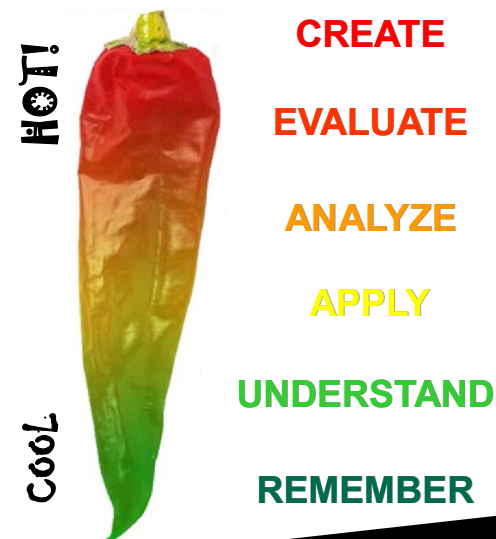 HOT!
CREATE
EVALUATE
ANALYZE
APPLY
UNDERSTAND
COOL
REMEMBER